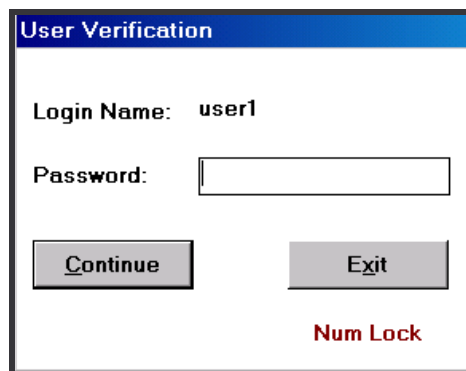 User Verification
Login Name: user1
Password:
Continue Exit
Num Lock